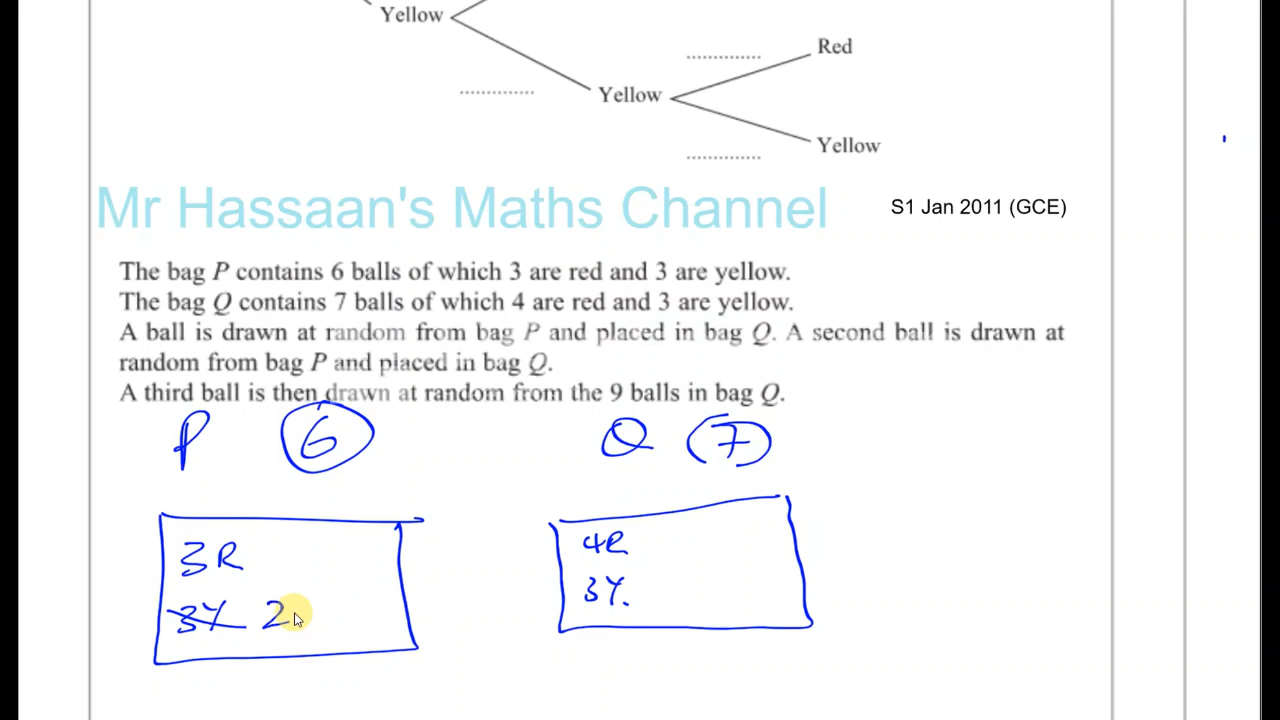 Yellow
Red
Yellow
Yellow
Mr Hassaan's Maths Channel
S1 Jan 2011 (GCE)
The bag P contains 6 balls of which 3 are red and 3 are yellow.
The bag Q contains 7 balls of which 4 are red and 3 are yellow.
A ball is drawn at random from bag P and placed in bag Q. A second ball is drawn at
random from bag P and placed in bag Q.
A third ball is then drawn at random from the 9 balls in bag Q.
P 6 Q (7)
3R
3Y 2
4R
3Y.